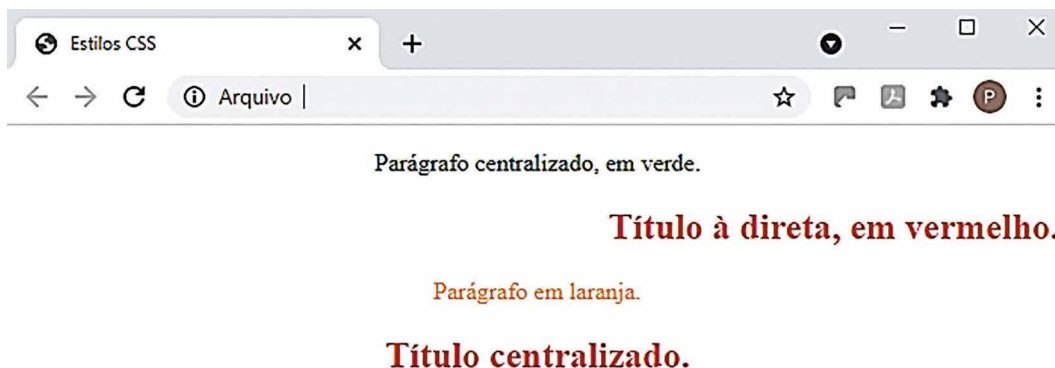 Estilos CSS
Arquivo
P
Parágrafo centralizado, em verde.
Título à direta, em vermelho.
Parágrafo em laranja.
Título centralizado.